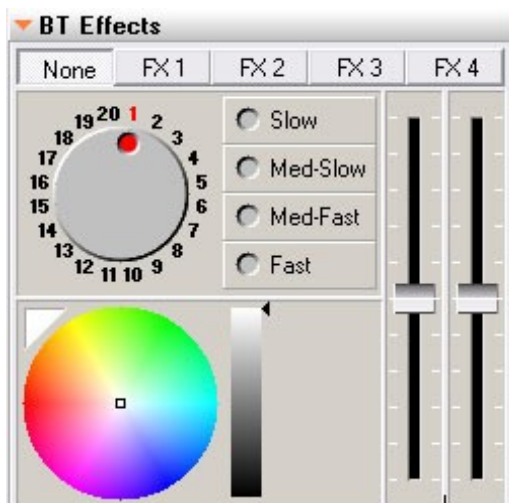 BT Effects
None FX 1 FX 2 FX 3 FX 4
1 2 3 4 5 6 7 8 9 10 11 12 13 14 15 16 17 18 19 20
Slow
Med-Slow
Med-Fast
Fast